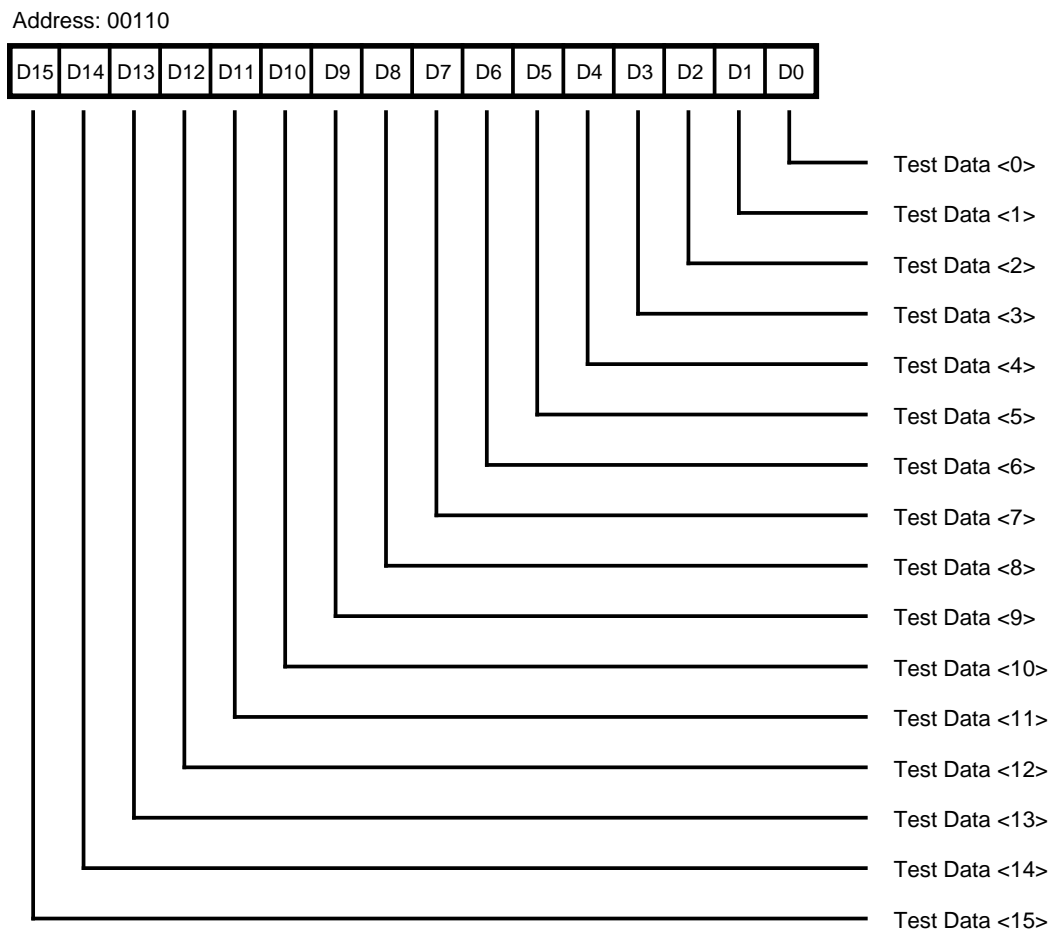 Address: 00110
D15 D14 D13 D12 D11 D10 D9 D8 D7 D6 D5 D4 D3 D2 D1 D0
Test Data <0>
Test Data <1>
Test Data <2>
Test Data <3>
Test Data <4>
Test Data <5>
Test Data <6>
Test Data <7>
Test Data <8>
Test Data <9>
Test Data <10>
Test Data <11>
Test Data <12>
Test Data <13>
Test Data <14>
Test Data <15>